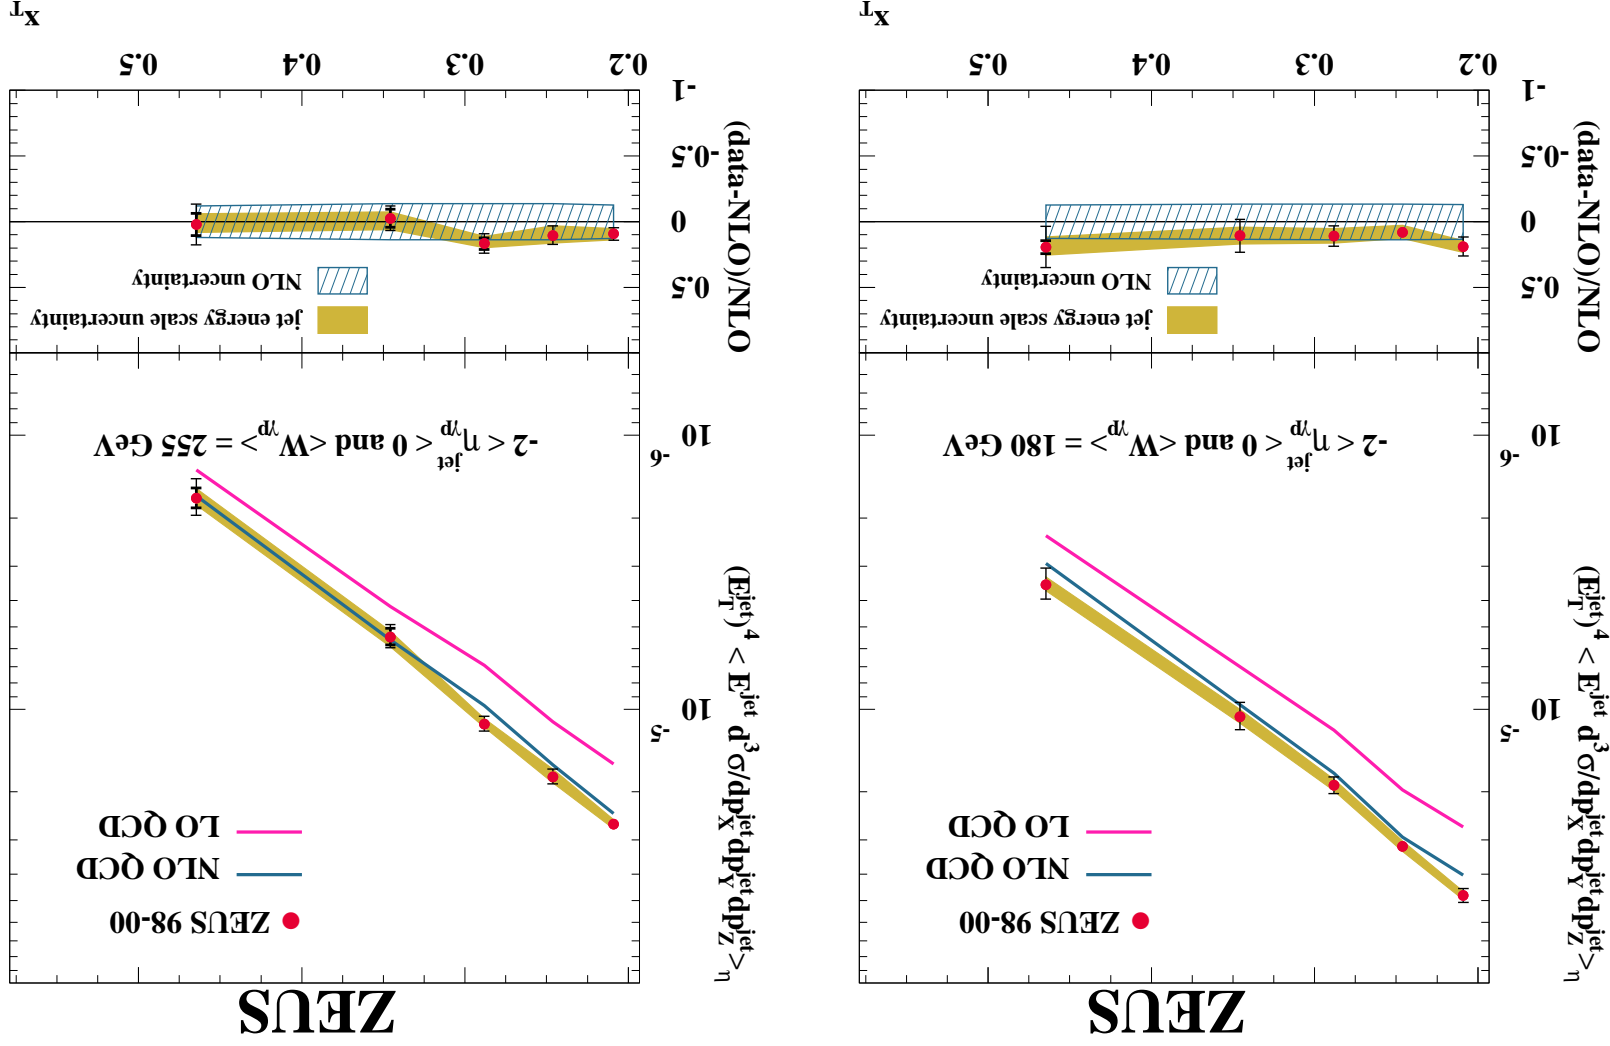 ZEUS
(E_T^jet)^4 < E^jet d^3σ/dp_X^jet dp_Y^jet dp_Z^jet >_η
ZEUS 98-00
NLO QCD
LO QCD
10^-5
10^-6
-2 < η_γp^jet < 0 and <W_γp> = 180 GeV
(data-NLO)/NLO
jet energy scale uncertainty
NLO uncertainty
0.5
0
-0.5
-1
0.2 0.3 0.4 0.5
x_T
ZEUS
(E_T^jet)^4 < E^jet d^3σ/dp_X^jet dp_Y^jet dp_Z^jet >_η
ZEUS 98-00
NLO QCD
LO QCD
10^-5
10^-6
-2 < η_γp^jet < 0 and <W_γp> = 255 GeV
(data-NLO)/NLO
jet energy scale uncertainty
NLO uncertainty
0.5
0
-0.5
-1
0.2 0.3 0.4 0.5
x_T